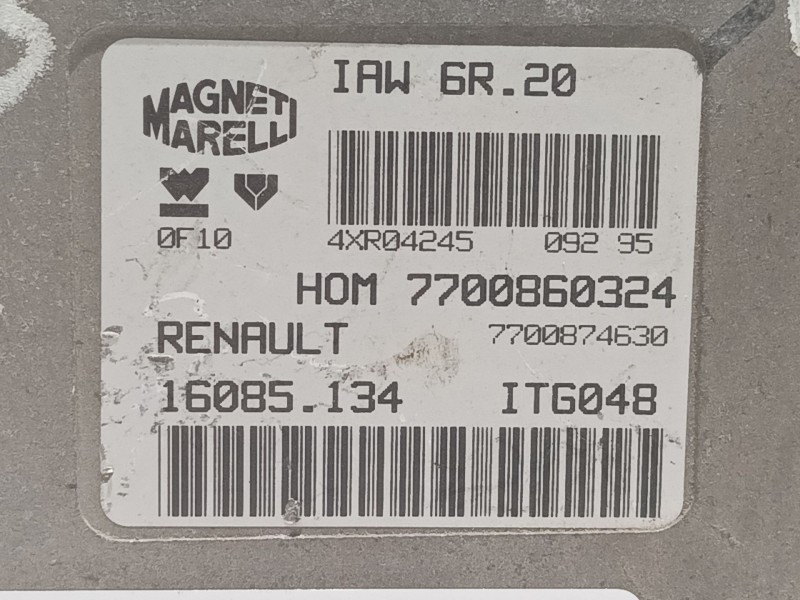 IAW 6R.20
MAGNETI
MARELLI
0F10
4XR04245 092 95
HOM 7700860324
RENAULT 7700874630
16085.134 ITG048